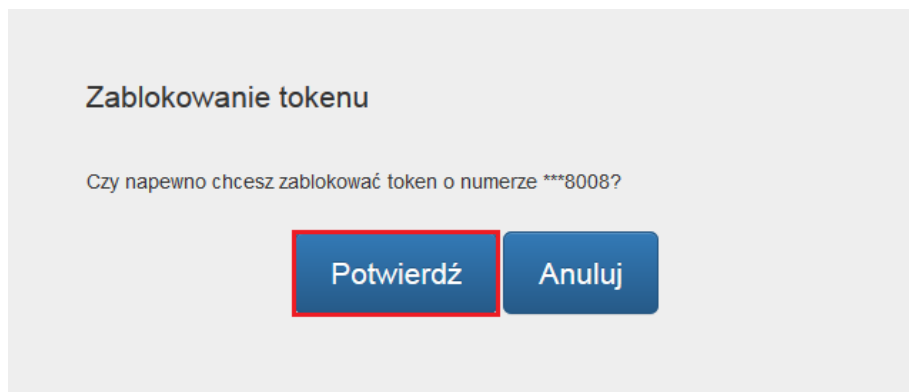 Zablokowanie tokenu
Czy napewno chcesz zablokować token o numerze ***8008?
Potwierdź
Anuluj